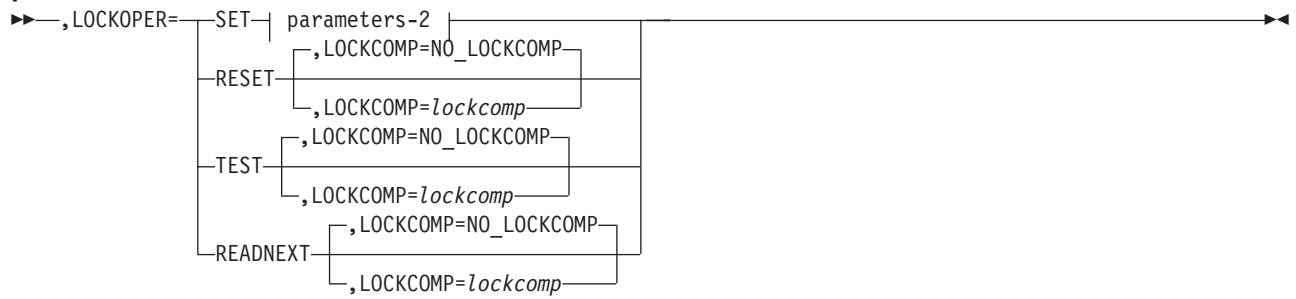 ,LOCKOPER= SET parameters-2
,LOCKCOMP=NO_LOCKCOMP
RESET
,LOCKCOMP=lockcomp
,LOCKCOMP=NO_LOCKCOMP
TEST
,LOCKCOMP=lockcomp
,LOCKCOMP=NO_LOCKCOMP
READNEXT
,LOCKCOMP=lockcomp